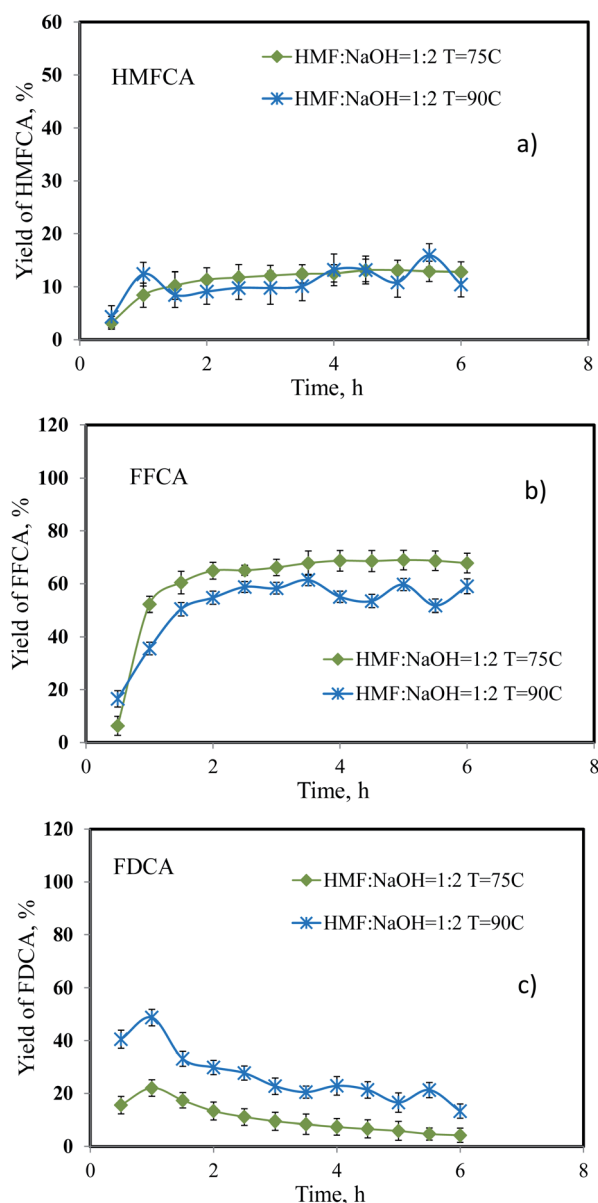 60
50
40
30
20
10
0
Yield of HMFCA, %
HMFCA
HMF:NaOH=1:2 T=75C
HMF:NaOH=1:2 T=90C
a)
0 2 4 6 8
Time, h
120
100
80
60
40
20
0
Yield of FFCA, %
FFCA
b)
HMF:NaOH=1:2 T=75C
HMF:NaOH=1:2 T=90C
0 2 4 6 8
Time, h
120
100
80
60
40
20
0
Yield of FDCA, %
FDCA
HMF:NaOH=1:2 T=75C
HMF:NaOH=1:2 T=90C
c)
0 2 4 6 8
Time, h